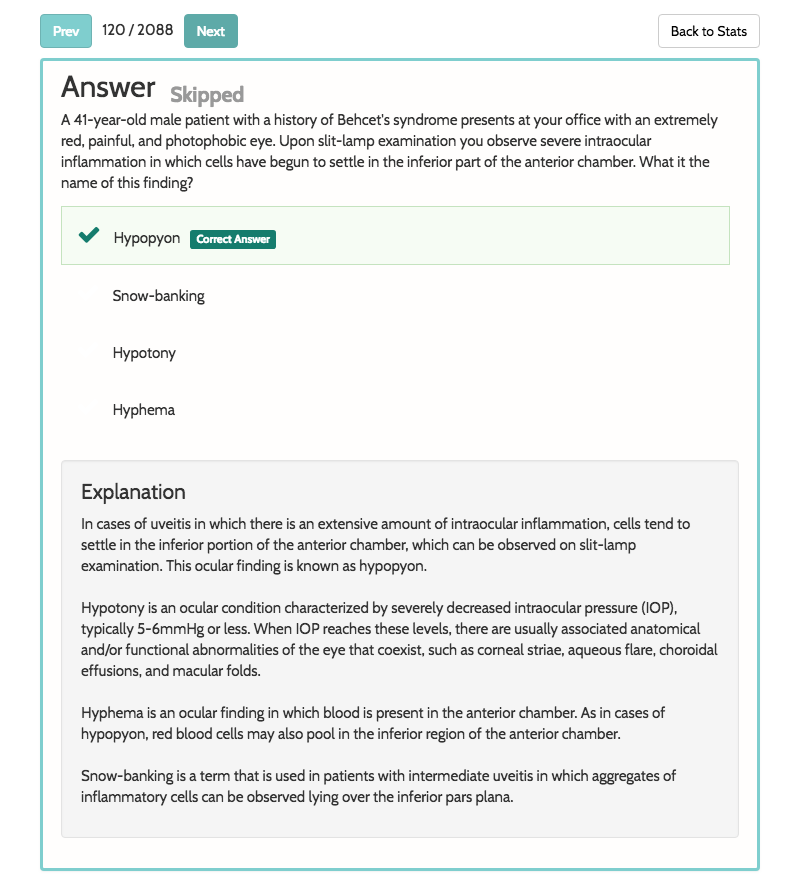 Prev 120 / 2088 Next Back to Stats
Answer Skipped
A 41-year-old male patient with a history of Behcet's syndrome presents at your office with an extremely
red, painful, and photophobic eye. Upon slit-lamp examination you observe severe intraocular
inflammation in which cells have begun to settle in the inferior part of the anterior chamber. What it the
name of this finding?
Hypopyon Correct Answer
Snow-banking
Hypotony
Hyphema
Explanation
In cases of uveitis in which there is an extensive amount of intraocular inflammation, cells tend to
settle in the inferior portion of the anterior chamber, which can be observed on slit-lamp
examination. This ocular finding is known as hypopyon.
Hypotony is an ocular condition characterized by severely decreased intraocular pressure (IOP),
typically 5-6mmHg or less. When IOP reaches these levels, there are usually associated anatomical
and/or functional abnormalities of the eye that coexist, such as corneal striae, aqueous flare, choroidal
effusions, and macular folds.
Hyphema is an ocular finding in which blood is present in the anterior chamber. As in cases of
hypopyon, red blood cells may also pool in the inferior region of the anterior chamber.
Snow-banking is a term that is used in patients with intermediate uveitis in which aggregates of
inflammatory cells can be observed lying over the inferior pars plana.